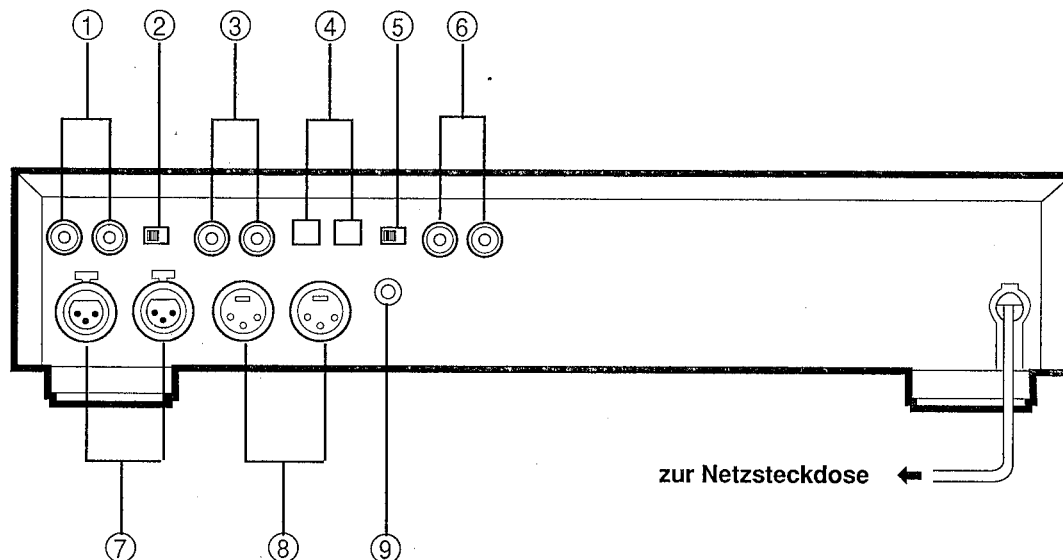 ① ② ③ ④ ⑤ ⑥
zur Netzsteckdose
⑦ ⑧ ⑨